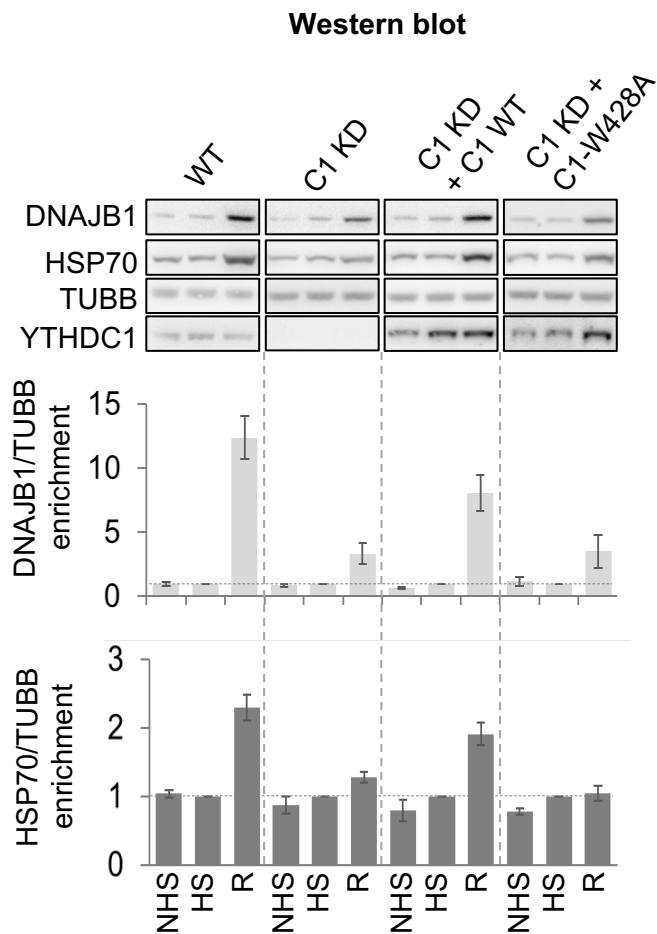 Western blot
WT
C1 KD
C1 KD
+ C1 WT
C1 KD +
C1-W428A
DNAJB1
HSP70
TUBB
YTHDC1
DNAJB1/TUBB
enrichment
15
10
5
0
HSP70/TUBB
enrichment
3
2
1
0
NHS
HS
R
NHS
HS
R
NHS
HS
R
NHS
HS
R